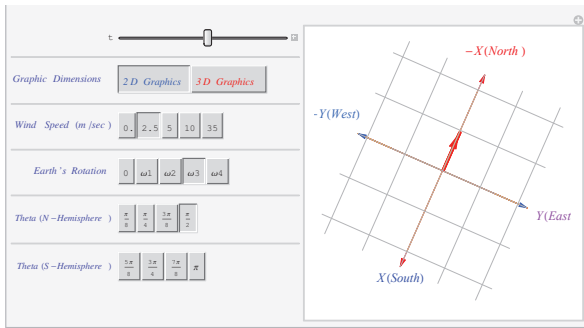 t
Graphic Dimensions 2 D Graphics 3 D Graphics
Wind Speed (m /sec ) 0. 2.5 5 10 35
Earth's Rotation 0 ω1 ω2 ω3 ω4
Theta (N -Hemisphere ) π/8 π/4 3π/8 π/2
Theta (S -Hemisphere ) 5π/8 3π/4 7π/8 π
-X(North )
-Y(West)
Y(East
X(South)